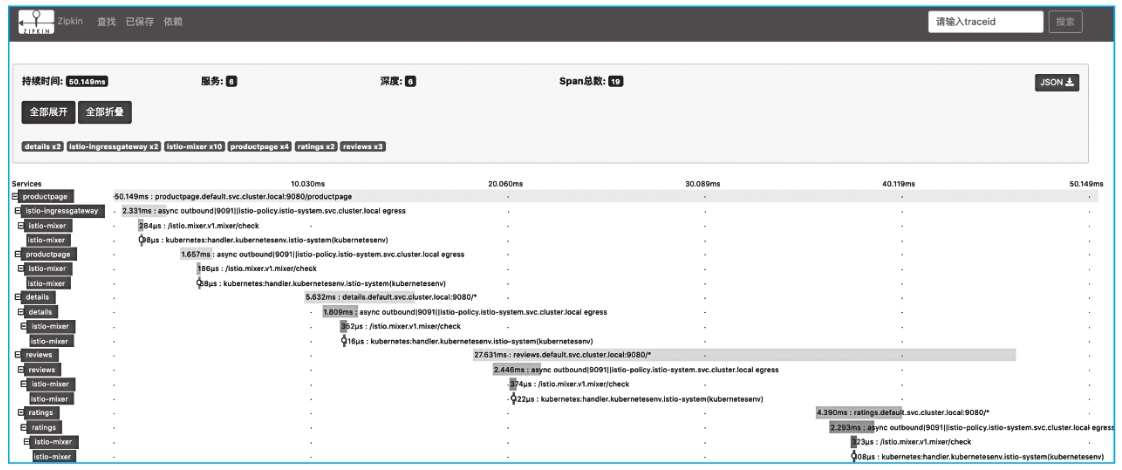 ZIPKIN Zipkin 查找 已保存 依赖 请输入traceid 搜索
持续时间: 50.149ms 服务: 6 深度: 6 Span总数: 19 JSON
全部展开 全部折叠
details x2 istio-ingressgateway x2 istio-mixer x10 productpage x4 ratings x2 reviews x3
Services 10.030ms 20.060ms 30.089ms 40.119ms 50.149ms
productpage 50.149ms : productpage.default.svc.cluster.local:9080/productpage
istio-ingressgateway 2.331ms : async outbound|9091||istio-policy.istio-system.svc.cluster.local egress
istio-mixer 284μs : /istio.mixer.v1.mixer/check
istio-mixer 98μs : kubernetes:handler.kubernetesenv.istio-system(kubernetesenv)
productpage 1.657ms : async outbound|9091||istio-policy.istio-system.svc.cluster.local egress
istio-mixer 186μs : /istio.mixer.v1.mixer/check
istio-mixer 68μs : kubernetes:handler.kubernetesenv.istio-system(kubernetesenv)
details 5.632ms : details.default.svc.cluster.local:9080/*
details 1.809ms : async outbound|9091||istio-policy.istio-system.svc.cluster.local egress
istio-mixer 352μs : /istio.mixer.v1.mixer/check
istio-mixer 16μs : kubernetes:handler.kubernetesenv.istio-system(kubernetesenv)
reviews 27.631ms : reviews.default.svc.cluster.local:9080/*
reviews 2.446ms : async outbound|9091||istio-policy.istio-system.svc.cluster.local egress
istio-mixer 374μs : /istio.mixer.v1.mixer/check
istio-mixer 22μs : kubernetes:handler.kubernetesenv.istio-system(kubernetesenv)
ratings 4.390ms : ratings.default.svc.cluster.local:9080/*
ratings 2.293ms : async outbound|9091||istio-policy.istio-system.svc.cluster.local egress
istio-mixer 323μs : /istio.mixer.v1.mixer/check
istio-mixer 08μs : kubernetes:handler.kubernetesenv.istio-system(kubernetesenv)